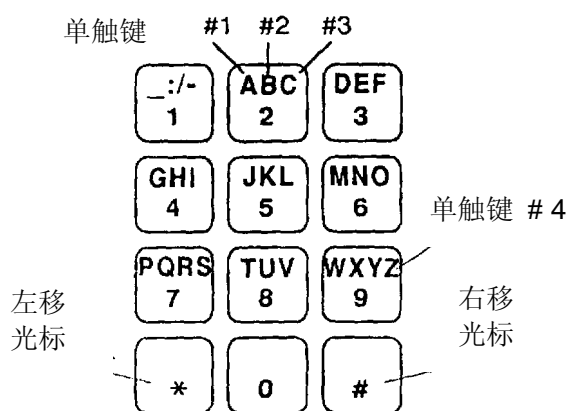 单触键 #1 #2 #3
_:/- ABC DEF
1 2 3
GHI JKL MNO
4 5 6
单触键 # 4
PQRS TUV WXYZ
7 8 9
左移
光标
右移
光标
* 0 #